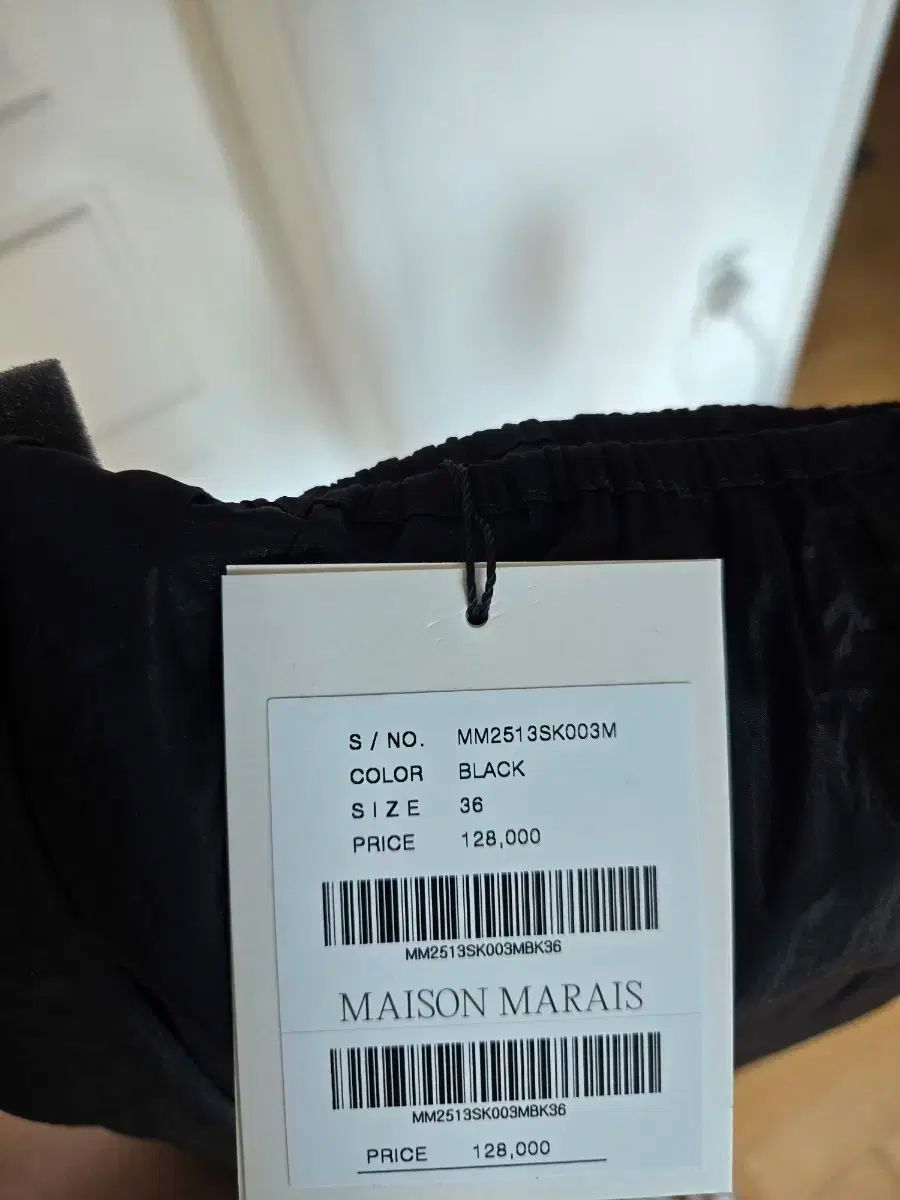 S / NO. MM2513SK003M
COLOR BLACK
SIZE 36
PRICE 128,000
MM2513SK003MBK36
MAISON MARAIS
MM2513SK003MBK36
PRICE 128,000